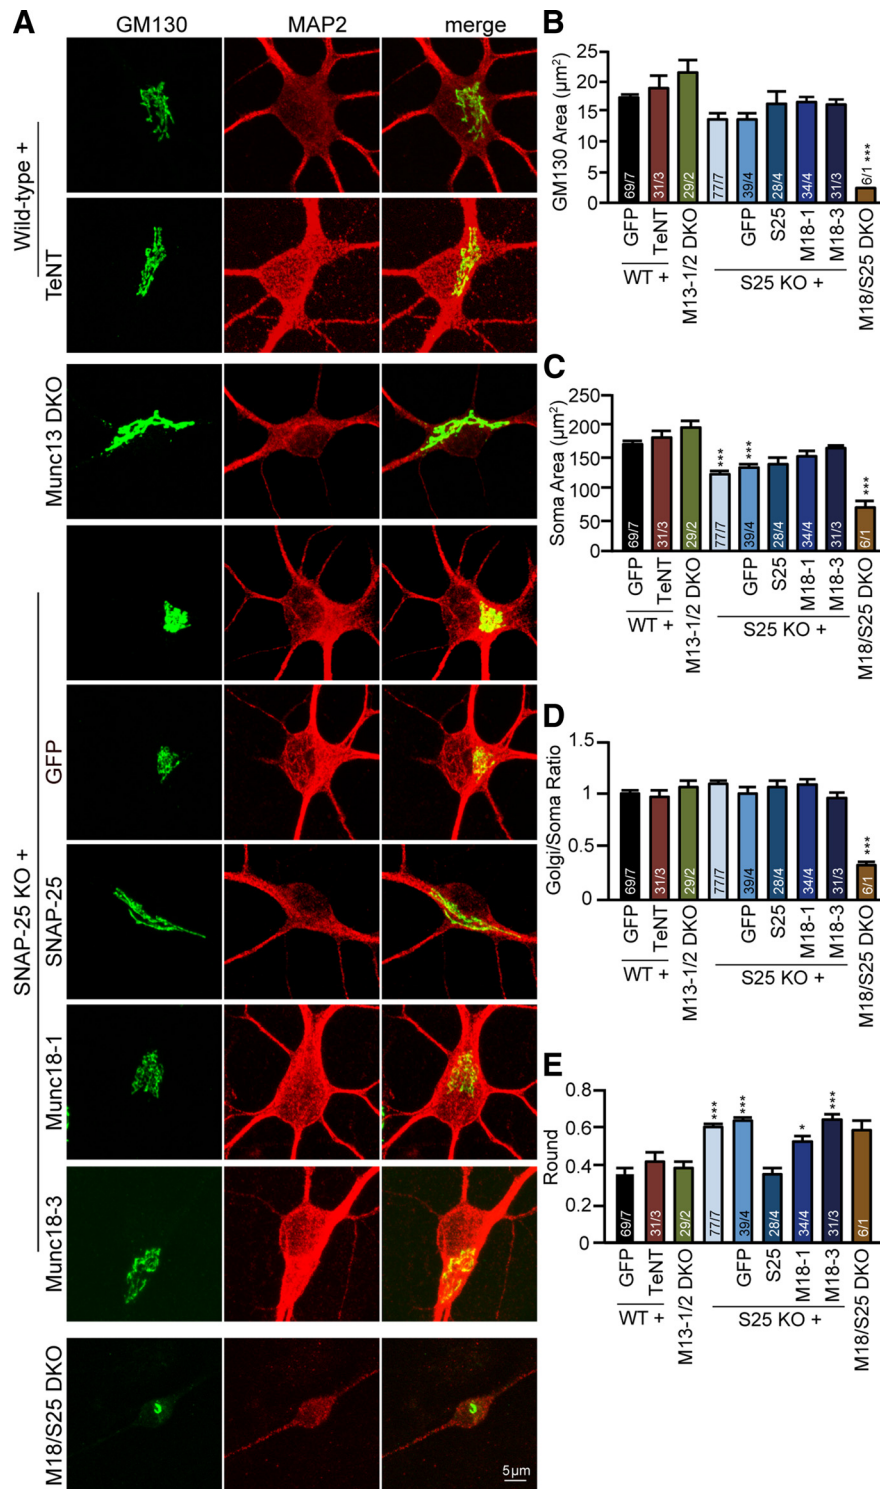 A
GM130 MAP2 merge
Wild-type +
TeNT
Munc13 DKO
SNAP-25 KO +
GFP
SNAP-25
Munc18-1
Munc18-3
M18/S25 DKO
5µm
B
GM130 Area (µm²)
25
20
15
10
5
0
69/7 31/3 29/2 77/7 39/4 28/4 34/4 31/3 6/1 ***
GFP TeNT M13-1/2 DKO GFP S25 M18-1 M18-3 M18/S25 DKO
WT + S25 KO +
C
Soma Area (µm²)
250
200
150
100
50
0
*** *** ***
69/7 31/3 29/2 77/7 39/4 28/4 34/4 31/3 6/1
GFP TeNT M13-1/2 DKO GFP S25 M18-1 M18-3 M18/S25 DKO
WT + S25 KO +
D
Golgi/Soma Ratio
1.5
1
0.5
0
***
69/7 31/3 29/2 77/7 39/4 28/4 34/4 31/3 6/1
GFP TeNT M13-1/2 DKO GFP S25 M18-1 M18-3 M18/S25 DKO
WT + S25 KO +
E
Round
0.8
0.6
0.4
0.2
0
*** *** * ***
69/7 31/3 29/2 77/7 39/4 28/4 34/4 31/3 6/1
GFP TeNT M13-1/2 DKO GFP S25 M18-1 M18-3 M18/S25 DKO
WT + S25 KO +